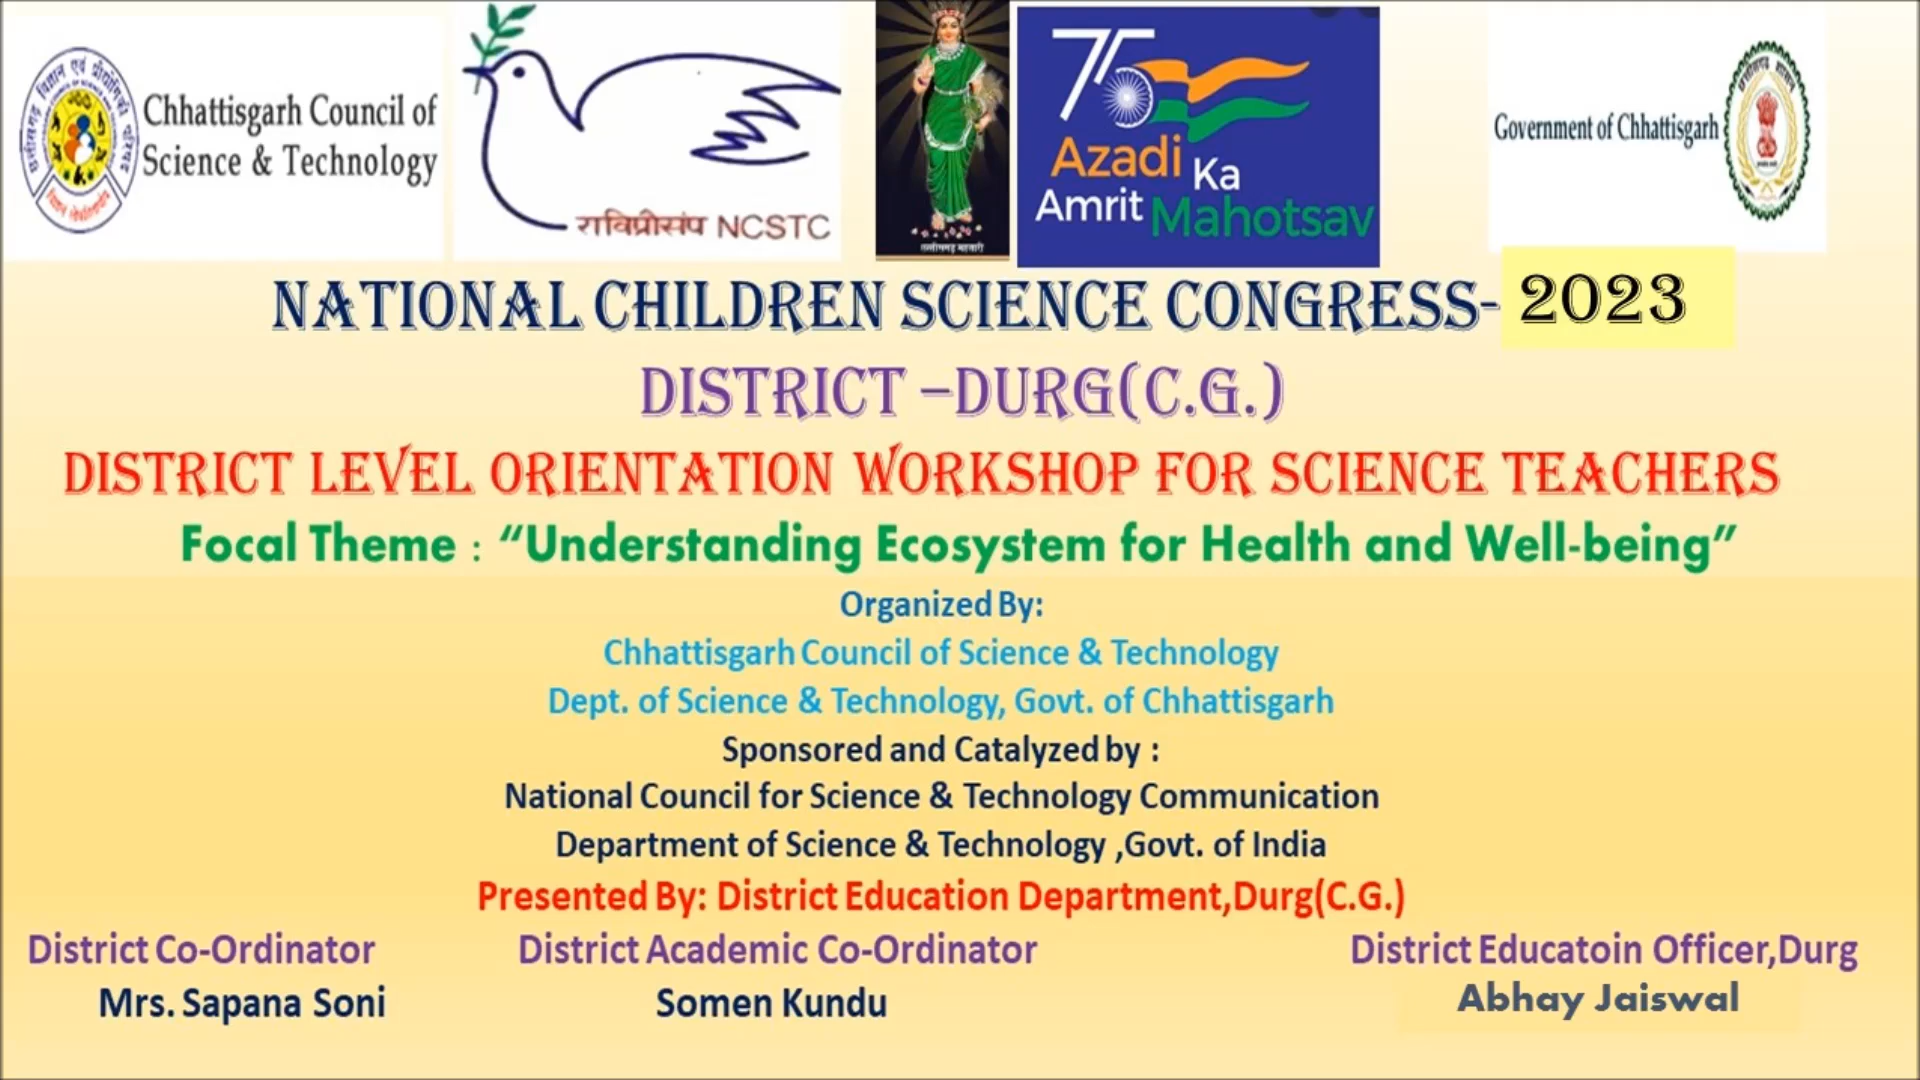 Chhattisgarh Council of
Science & Technology
राविप्रौसंप NCSTC
75
Azadi Ka
Amrit Mahotsav
Government of Chhattisgarh
NATIONAL CHILDREN SCIENCE CONGRESS- 2023
DISTRICT –DURG(C.G.)
DISTRICT LEVEL ORIENTATION WORKSHOP FOR SCIENCE TEACHERS
Focal Theme : “Understanding Ecosystem for Health and Well-being”
Organized By:
Chhattisgarh Council of Science & Technology
Dept. of Science & Technology, Govt. of Chhattisgarh
Sponsored and Catalyzed by :
National Council for Science & Technology Communication
Department of Science & Technology ,Govt. of India
Presented By: District Education Department,Durg(C.G.)
District Co-Ordinator District Academic Co-Ordinator District Educatoin Officer,Durg
Mrs. Sapana Soni Somen Kundu Abhay Jaiswal